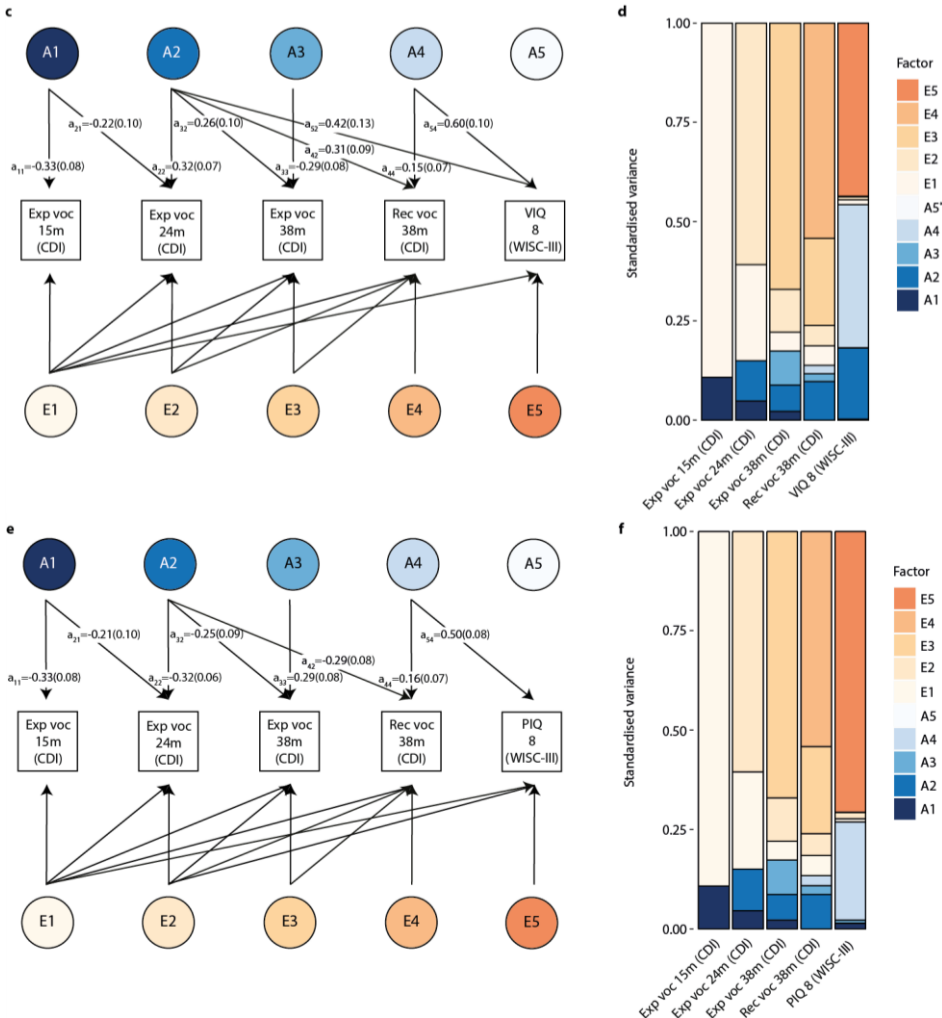 c
A1
A2
A3
A4
A5
a21=-0.22(0.10)
a32=0.26(0.10)
a52=0.42(0.13)
a54=0.60(0.10)
a42=0.31(0.09)
a11=-0.33(0.08)
a22=0.32(0.07)
a33=-0.29(0.08)
a44=0.15(0.07)
Exp voc
15m
(CDI)
Exp voc
24m
(CDI)
Exp voc
38m
(CDI)
Rec voc
38m
(CDI)
VIQ
8
(WISC-III)
E1
E2
E3
E4
E5
d
1.00
0.75
0.50
0.25
0.00
Standardised variance
Exp voc 15m (CDI)
Exp voc 24m (CDI)
Exp voc 38m (CDI)
Rec voc 38m (CDI)
VIQ 8 (WISC-III)
Factor
E5
E4
E3
E2
E1
A5*
A4
A3
A2
A1
e
A1
A2
A3
A4
A5
a21=-0.21(0.10)
a32=-0.25(0.09)
a54=0.50(0.08)
a42=-0.29(0.08)
a11=-0.33(0.08)
a22=-0.32(0.06)
a33=0.29(0.08)
a44=0.16(0.07)
Exp voc
15m
(CDI)
Exp voc
24m
(CDI)
Exp voc
38m
(CDI)
Rec voc
38m
(CDI)
PIQ
8
(WISC-III)
E1
E2
E3
E4
E5
f
1.00
0.75
0.50
0.25
0.00
Standardised variance
Exp voc 15m (CDI)
Exp voc 24m (CDI)
Exp voc 38m (CDI)
Rec voc 38m (CDI)
PIQ 8 (WISC-III)
Factor
E5
E4
E3
E2
E1
A5
A4
A3
A2
A1